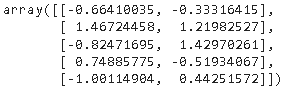 array([[-0.66410035, -0.33316415],
[ 1.46724458, 1.21982527],
[-0.82471695, 1.42970261],
[ 0.74885775, -0.51934067],
[-1.00114904, 0.44251572]])